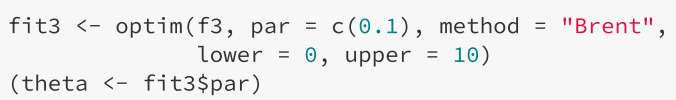 fit3 <- optim(f3, par = c(0.1), method = "Brent",
              lower = 0, upper = 10)
(theta <- fit3$par)